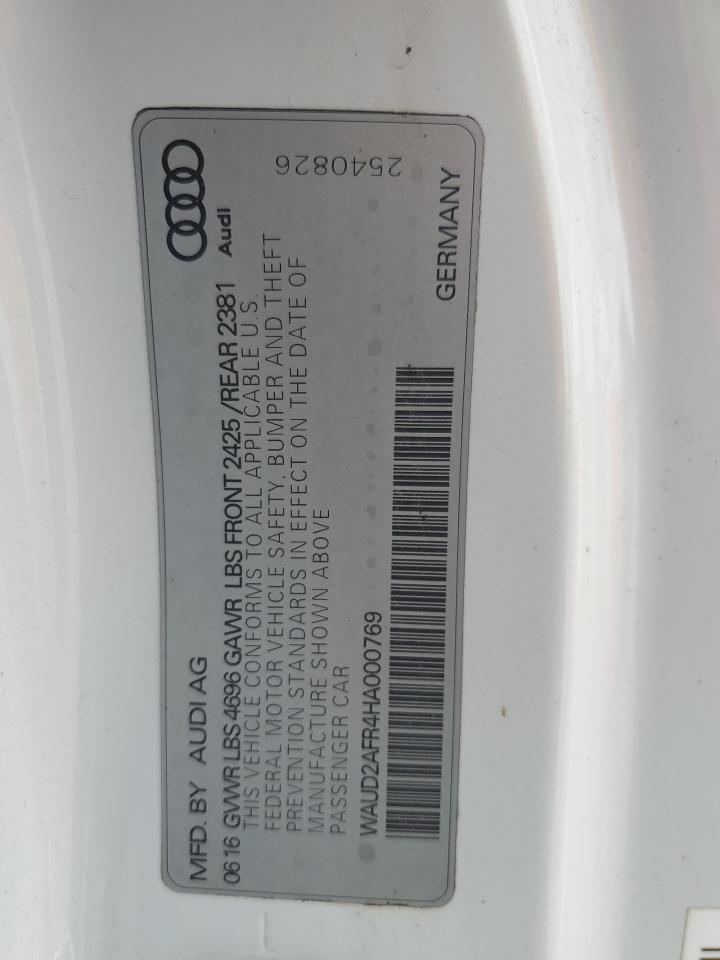 MFD. BY AUDI AG
Audi
06 16 GVWR LBS 4696 GAWR LBS FRONT 2425 /REAR 2381
THIS VEHICLE CONFORMS TO ALL APPLICABLE U.S.
FEDERAL MOTOR VEHICLE SAFETY, BUMPER AND THEFT
PREVENTION STANDARDS IN EFFECT ON THE DATE OF
MANUFACTURE SHOWN ABOVE
PASSENGER CAR
2540826
WAUD2AFR4HA000769
GERMANY